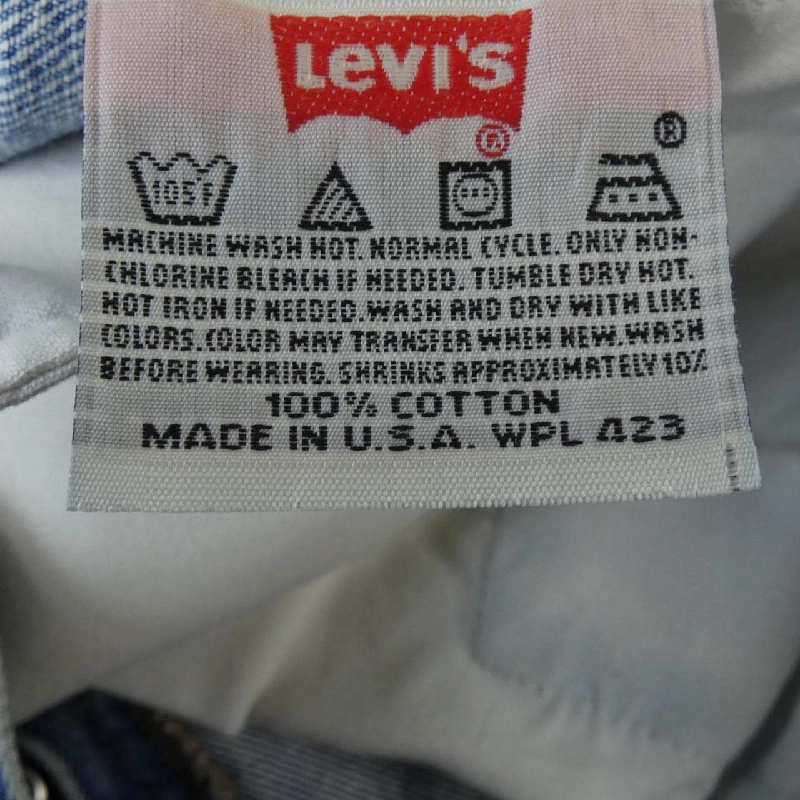 Levi's
®
®
105F
MACHINE WASH HOT. NORMAL CYCLE. ONLY NON-
CHLORINE BLEACH IF NEEDED. TUMBLE DRY HOT.
HOT IRON IF NEEDED.WASH AND DRY WITH LIKE
COLORS.COLOR MAY TRANSFER WHEN NEW.WASH
BEFORE WEARING. SHRINKS APPROXIMATELY 10%
100% COTTON
MADE IN U.S.A. WPL 423